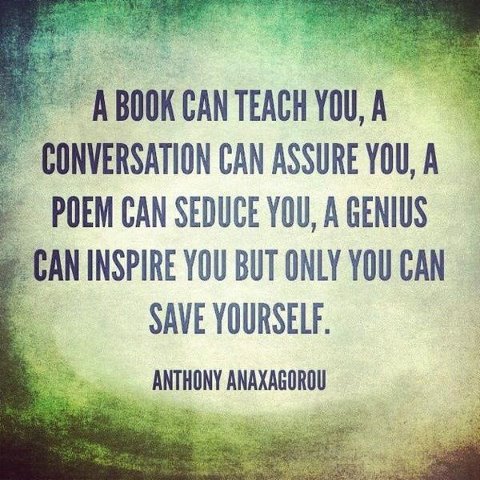 A BOOK CAN TEACH YOU, A
CONVERSATION CAN ASSURE YOU, A
POEM CAN SEDUCE YOU, A GENIUS
CAN INSPIRE YOU BUT ONLY YOU CAN
SAVE YOURSELF.
ANTHONY ANAXAGOROU